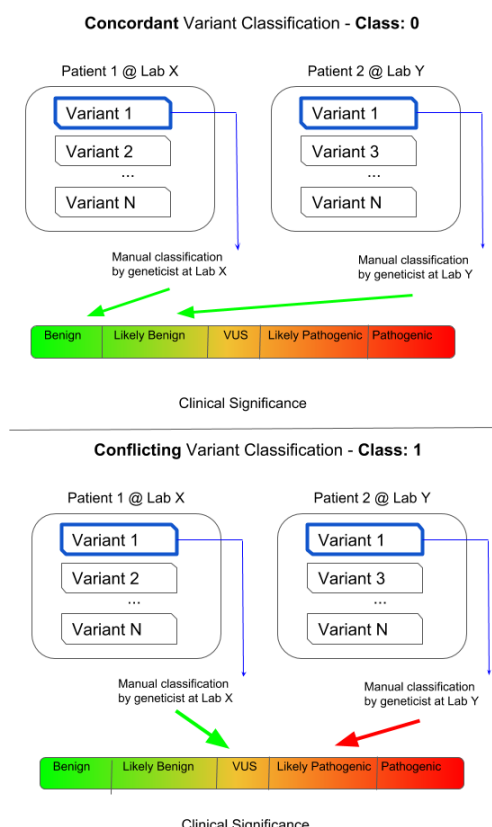 Concordant Variant Classification - Class: 0
Patient 1 @ Lab X
Patient 2 @ Lab Y
Variant 1
Variant 2
...
Variant N
Variant 1
Variant 3
...
Variant N
Manual classification
by geneticist at Lab X
Manual classification
by geneticist at Lab Y
Benign Likely Benign VUS Likely Pathogenic Pathogenic
Clinical Significance
Conflicting Variant Classification - Class: 1
Patient 1 @ Lab X
Patient 2 @ Lab Y
Variant 1
Variant 2
...
Variant N
Variant 1
Variant 3
...
Variant N
Manual classification
by geneticist at Lab X
Manual classification
by geneticist at Lab Y
Benign Likely Benign VUS Likely Pathogenic Pathogenic
Clinical Significance